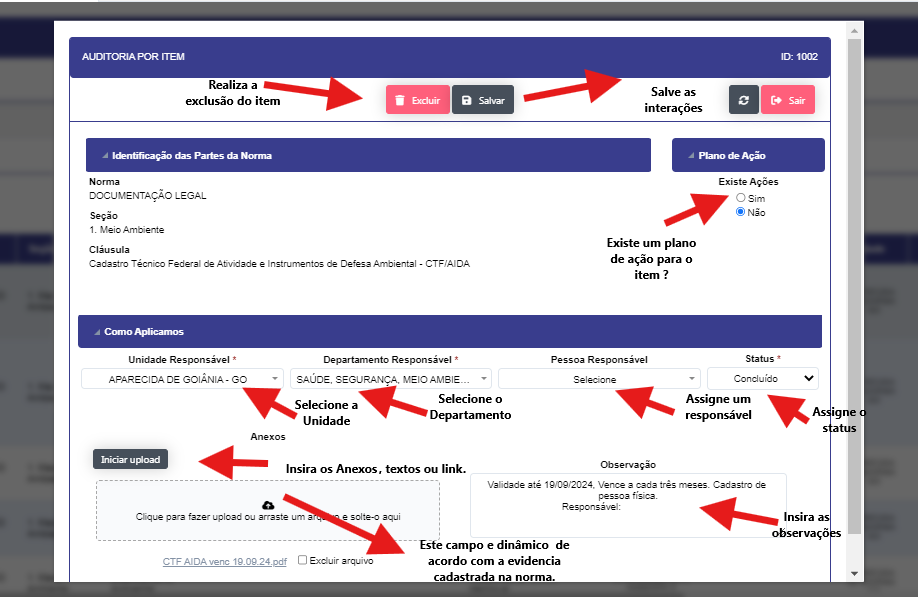 AUDITORIA POR ITEM
ID: 1002
Realiza a
exclusão do item
Excluir
Salvar
Salve as
interações
Sair
Identificação das Partes da Norma
Plano de Ação
Norma
DOCUMENTAÇÃO LEGAL
Seção
1. Meio Ambiente
Cláusula
Cadastro Técnico Federal de Atividade e Instrumentos de Defesa Ambiental - CTF/AIDA
Existe Ações
Sim
Não
Existe um plano
de ação para o
item ?
Como Aplicamos
Unidade Responsável *
Departamento Responsável *
Pessoa Responsável
Status *
APARECIDA DE GOIÂNIA - GO
SAÚDE, SEGURANÇA, MEIO AMBIE...
Selecione
Concluído
Selecione a
Unidade
Selecione o
Departamento
Assigne um
responsável
Assigne o
status
Anexos
Iniciar upload
Insira os Anexos, textos ou link.
Observação
Clique para fazer upload ou arraste um arquivo e solte-o aqui
Validade até 19/09/2024, Vence a cada três meses. Cadastro de
pessoa física.
Responsável:
Insira as
observações
Este campo e dinâmico de
acordo com a evidencia
cadastrada na norma.
CTF AIDA venc 19.09.24.pdf
Excluir arquivo